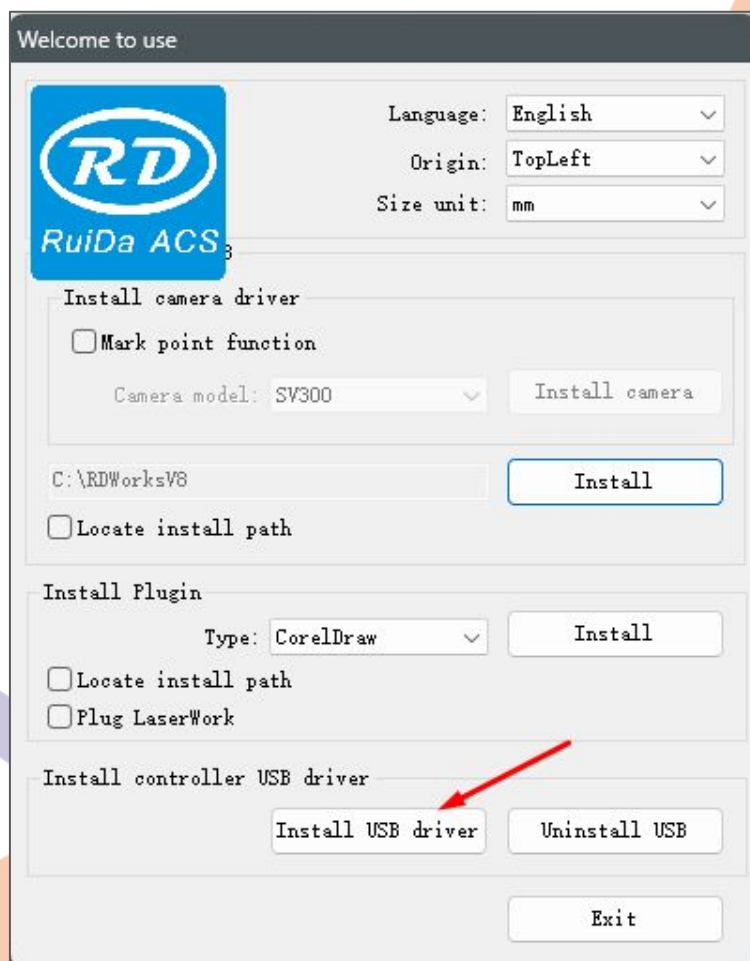 Welcome to use
RD
RuiDa ACS
Language: English
Origin: TopLeft
Size unit: mm
Install camera driver
Mark point function
Camera model: SV300 Install camera
C:\RDWorksV8 Install
Locate install path
Install Plugin
Type: CorelDraw Install
Locate install path
Plug LaserWork
Install controller USB driver
Install USB driver Uninstall USB
Exit